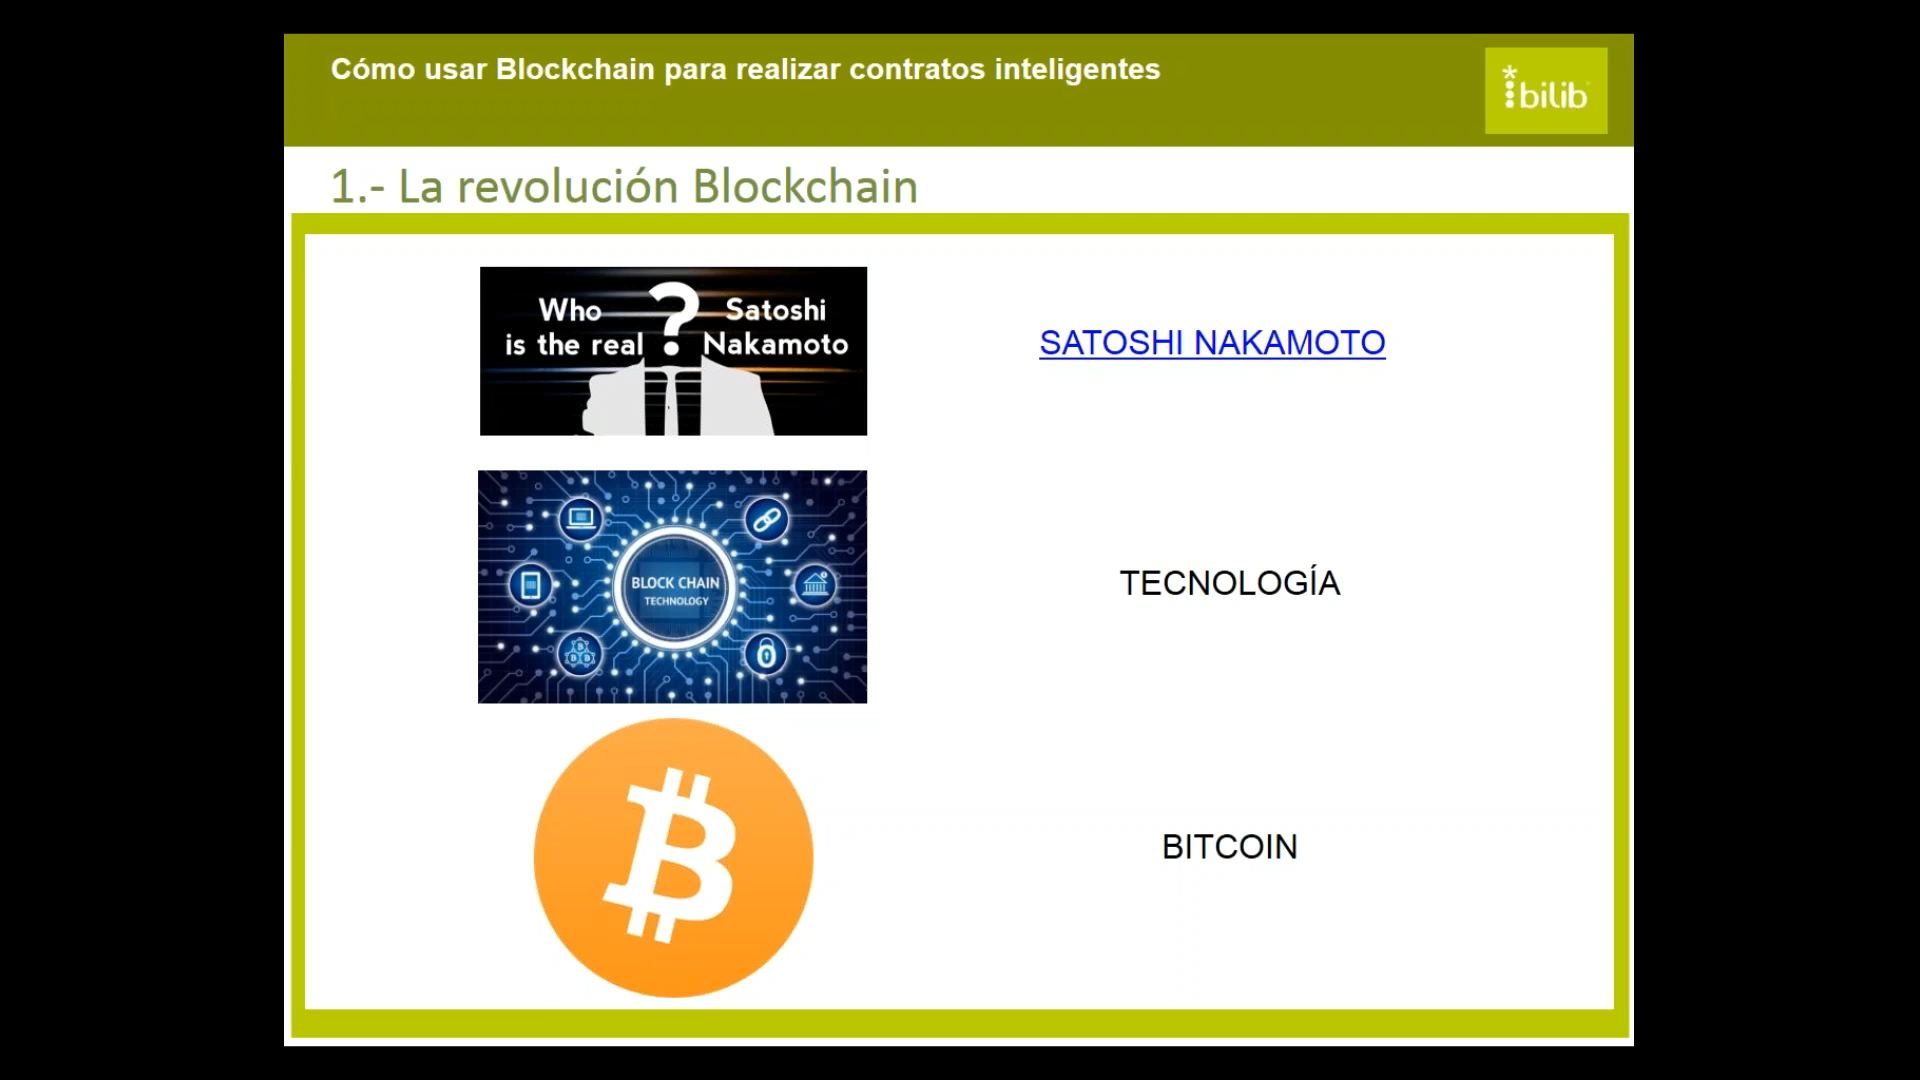 Cómo usar Blockchain para realizar contratos inteligentes
bilib
1.- La revolución Blockchain
Who ? Satoshi
is the real Nakamoto
SATOSHI NAKAMOTO
BLOCK CHAIN
TECHNOLOGY
TECNOLOGÍA
BITCOIN